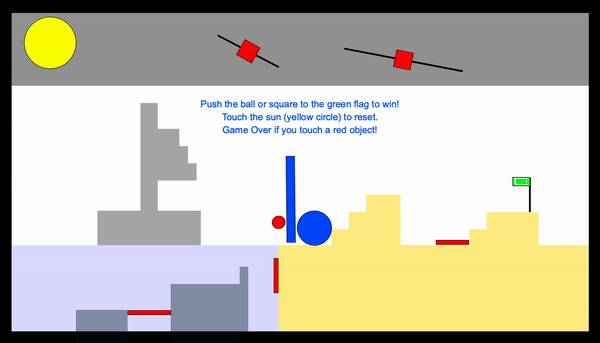 Push the ball or square to the green flag to win!
Touch the sun (yellow circle) to reset.
Game Over if you touch a red object!